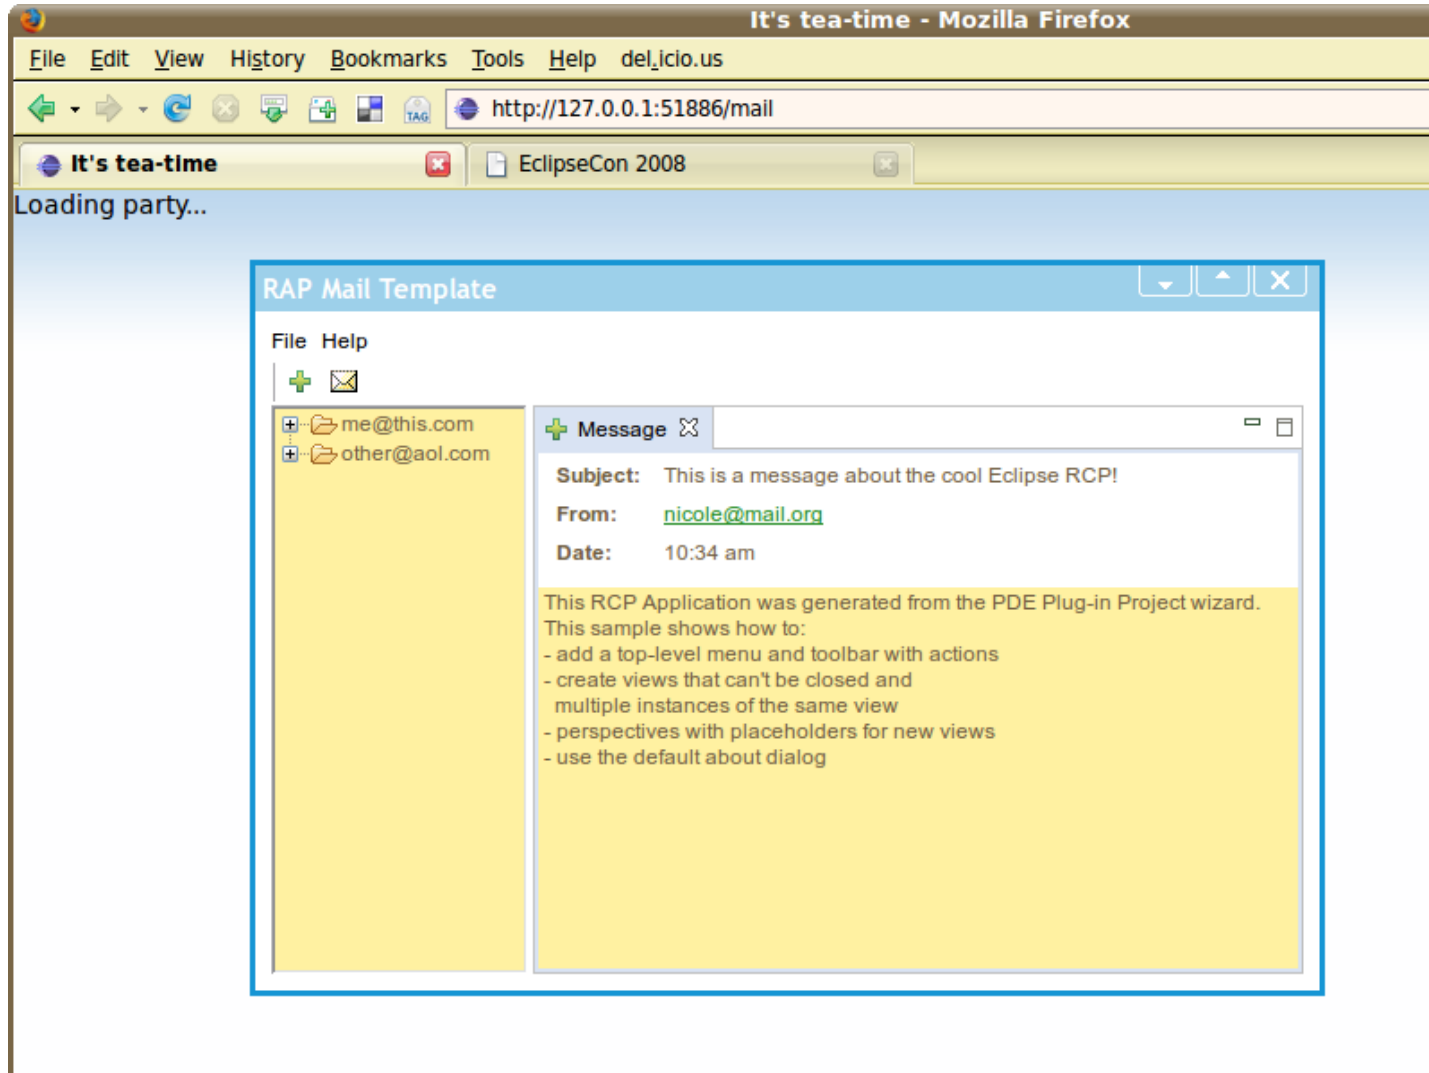 It's tea-time - Mozilla Firefox
File Edit View History Bookmarks Tools Help del.icio.us
TAG http://127.0.0.1:51886/mail
It's tea-time EclipseCon 2008
Loading party...
RAP Mail Template
File Help
me@this.com
other@aol.com
Message
Subject: This is a message about the cool Eclipse RCP!
From: nicole@mail.org
Date: 10:34 am
This RCP Application was generated from the PDE Plug-in Project wizard.
This sample shows how to:
- add a top-level menu and toolbar with actions
- create views that can't be closed and
multiple instances of the same view
- perspectives with placeholders for new views
- use the default about dialog